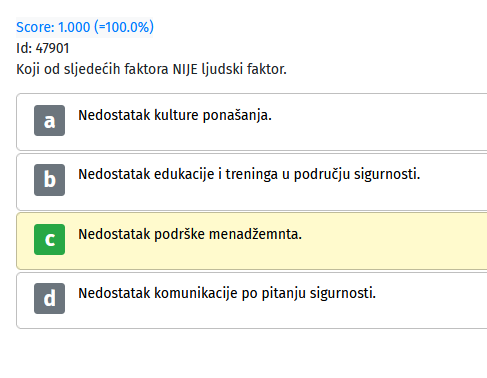 Score: 1.000 (=100.0%)
Id: 47901
Koji od sljedećih faktora NIJE ljudski faktor.
a Nedostatak kulture ponašanja.
b Nedostatak edukacije i treninga u području sigurnosti.
c Nedostatak podrške menadžemnta.
d Nedostatak komunikacije po pitanju sigurnosti.